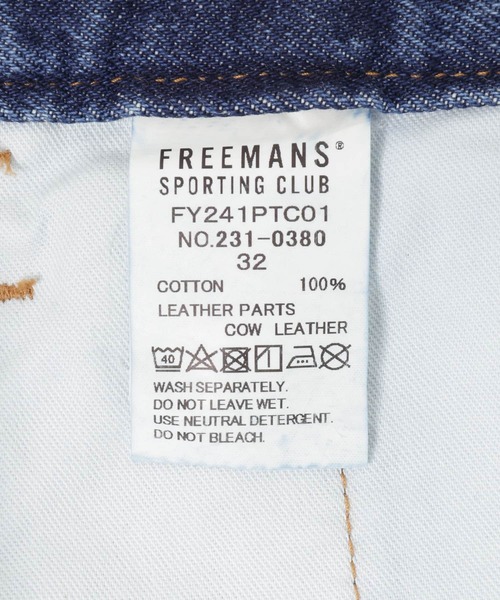 FREEMANS®
SPORTING CLUB
FY241PTC01
NO.231-0380
32
COTTON 100%
LEATHER PARTS
COW LEATHER
40
WASH SEPARATELY.
DO NOT LEAVE WET.
USE NEUTRAL DETERGENT.
DO NOT BLEACH.